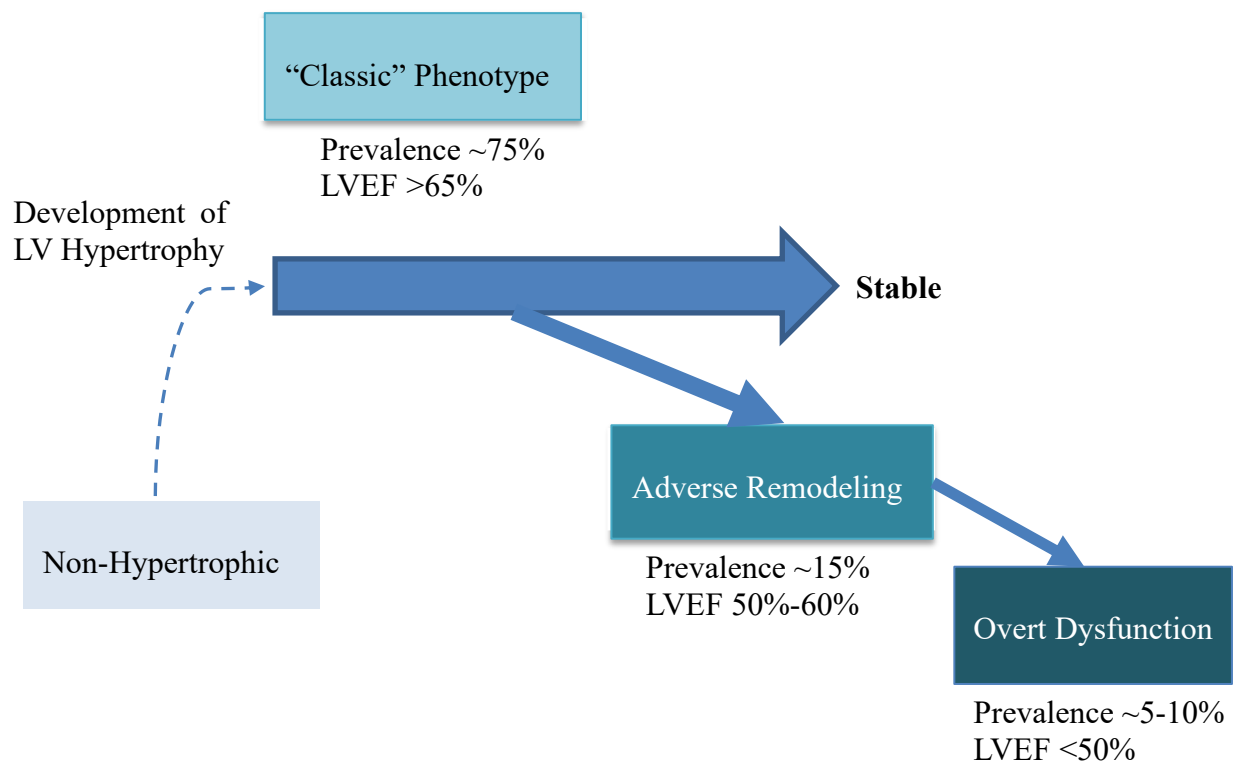 “Classic” Phenotype
Prevalence ~75%
LVEF >65%
Development of
LV Hypertrophy
Stable
Adverse Remodeling
Non-Hypertrophic
Prevalence ~15%
LVEF 50%-60%
Overt Dysfunction
Prevalence ~5-10%
LVEF <50%